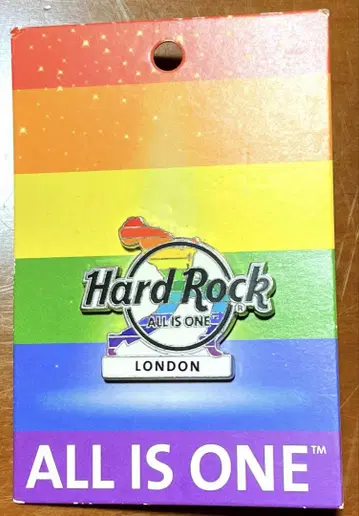 Hard Rock®
ALL IS ONE
LONDON
ALL IS ONE™